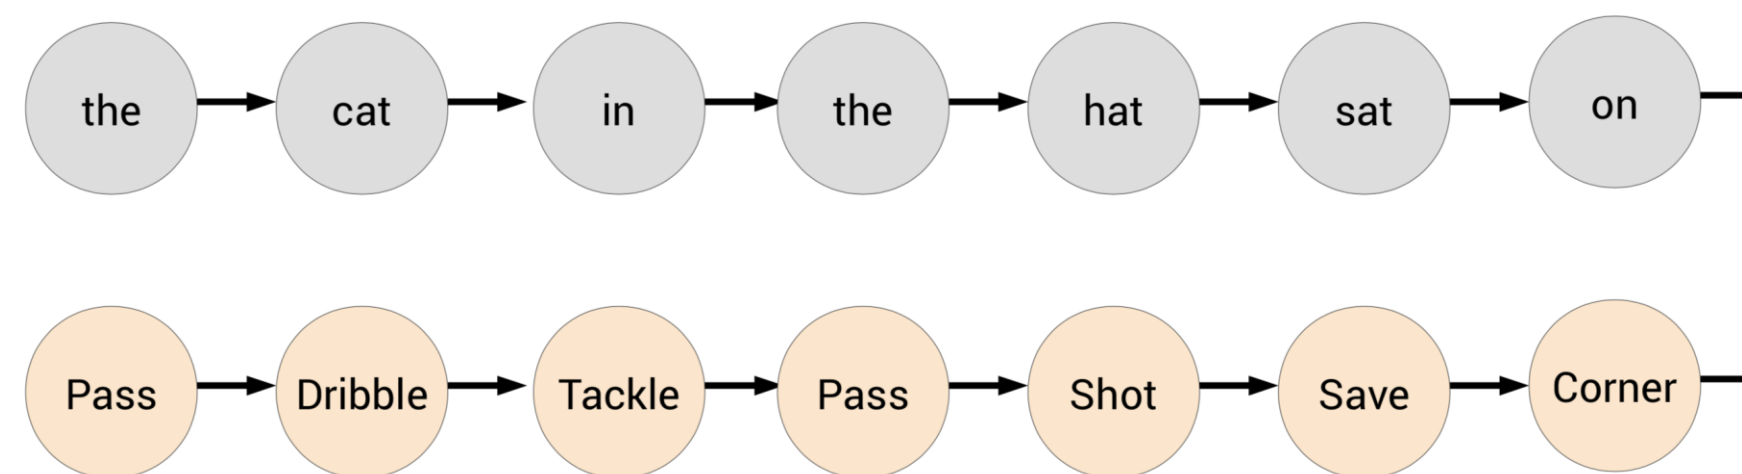 the cat in the hat sat on
Pass Dribble Tackle Pass Shot Save Corner